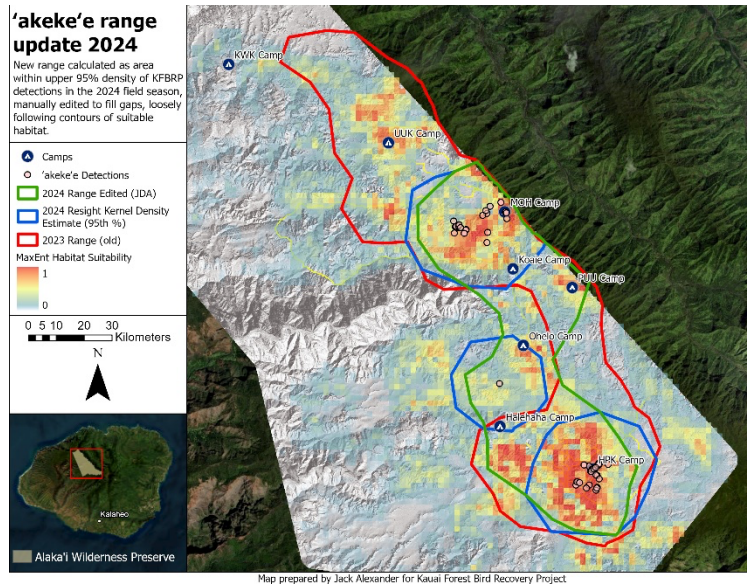 'akeke'e range
update 2024
New range calculated as area
within upper 95% density of KFBRP
detections in the 2024 field season,
manually edited to fill gaps, loosely
following contours of suitable
habitat.
Camps
'akeke'e Detections
2024 Range Edited (JDA)
2024 Resight Kernel Density
Estimate (95th %)
2023 Range (old)
MaxEnt Habitat Suitability
1
0
0 5 10 20 30
Kilometers
N
Kalaheo
Alaka'i Wilderness Preserve
KWK Camp
UUK Camp
MOH Camp
Koaie Camp
PUU Camp
Ohelo Camp
Halehaha Camp
HPK Camp
Map prepared by Jack Alexander for Kauai Forest Bird Recovery Project